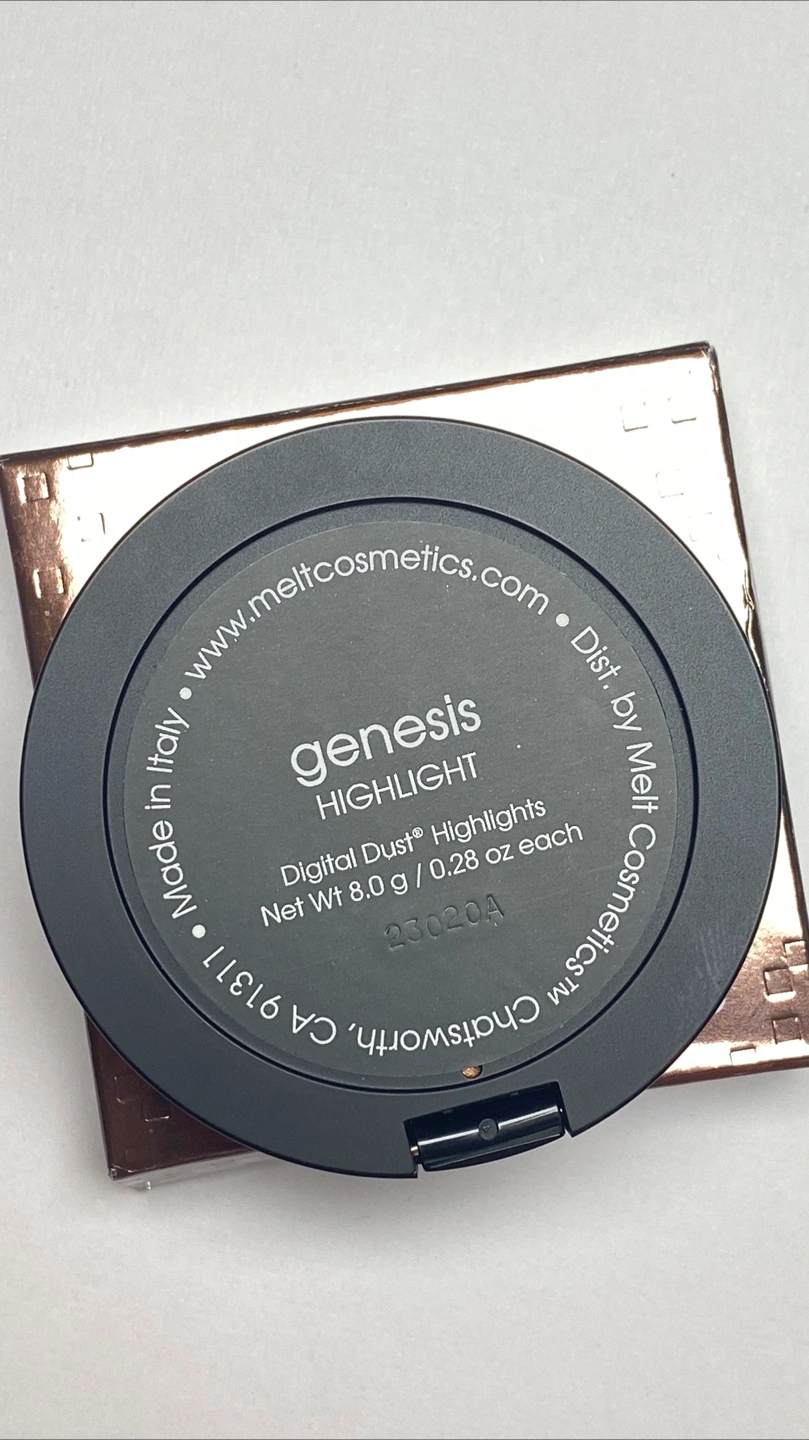 genesis
HIGHLIGHT
Digital Dust® Highlights
Net Wt 8.0 g / 0.28 oz each
23020A
www.meltcosmetics.com • Dist. by Melt Cosmetics™ Chatsworth, CA 91311 • Made in Italy •